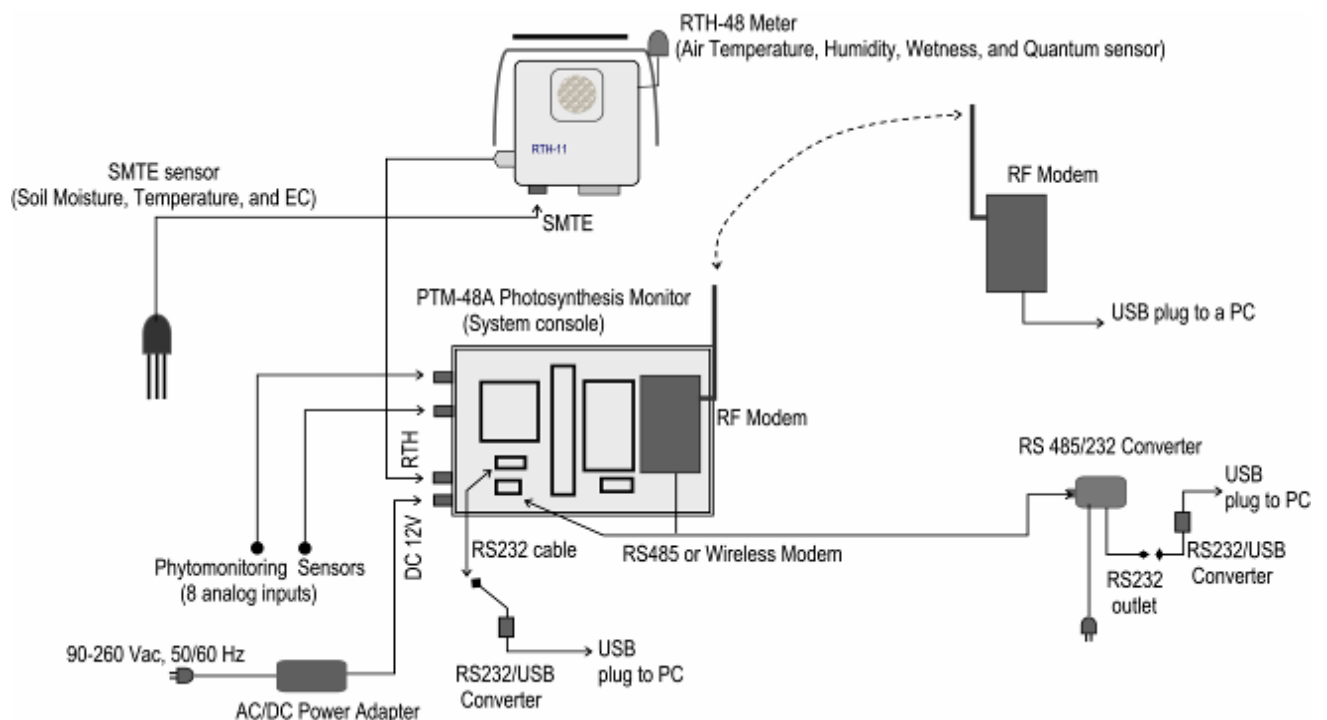 RTH-48 Meter
(Air Temperature, Humidity, Wetness, and Quantum sensor)
RTH-11
SMTE sensor
(Soil Moisture, Temperature, and EC)
SMTE
RF Modem
USB plug to a PC
PTM-48A Photosynthesis Monitor
(System console)
RF Modem
RTH
DC 12V
RS 485/232 Converter
USB
plug to PC
RS232/USB
Converter
RS232
outlet
RS232 cable
RS485 or Wireless Modem
Phytomonitoring Sensors
(8 analog inputs)
90-260 Vac, 50/60 Hz
AC/DC Power Adapter
RS232/USB
Converter
USB
plug to PC